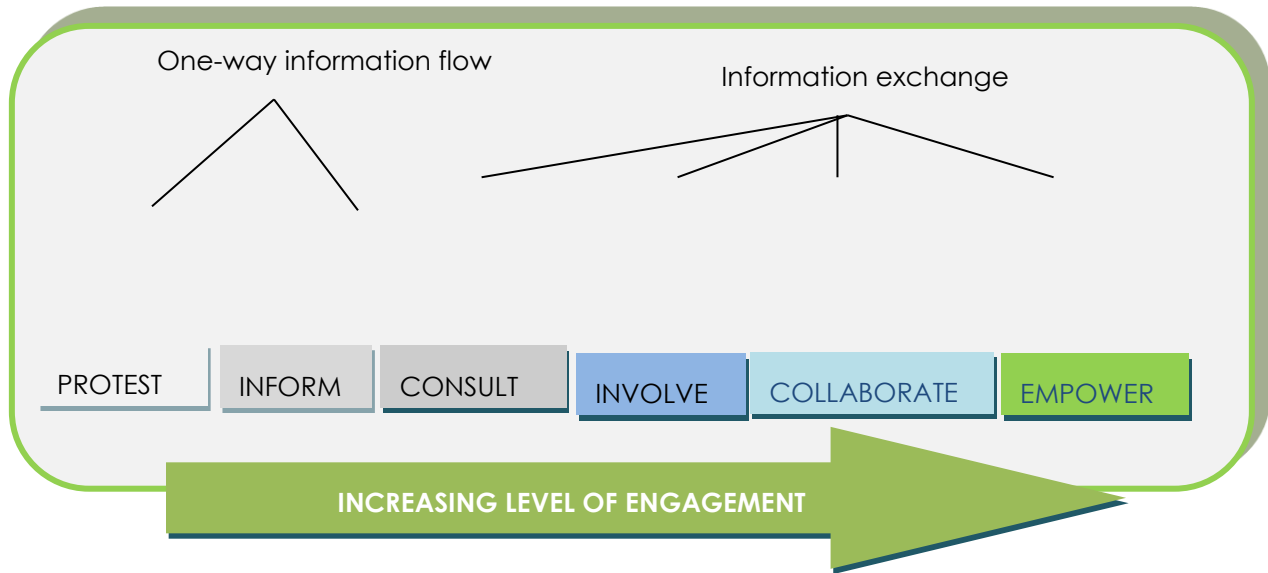 One-way information flow
Information exchange
PROTEST
INFORM
CONSULT
INVOLVE
COLLABORATE
EMPOWER
INCREASING LEVEL OF ENGAGEMENT